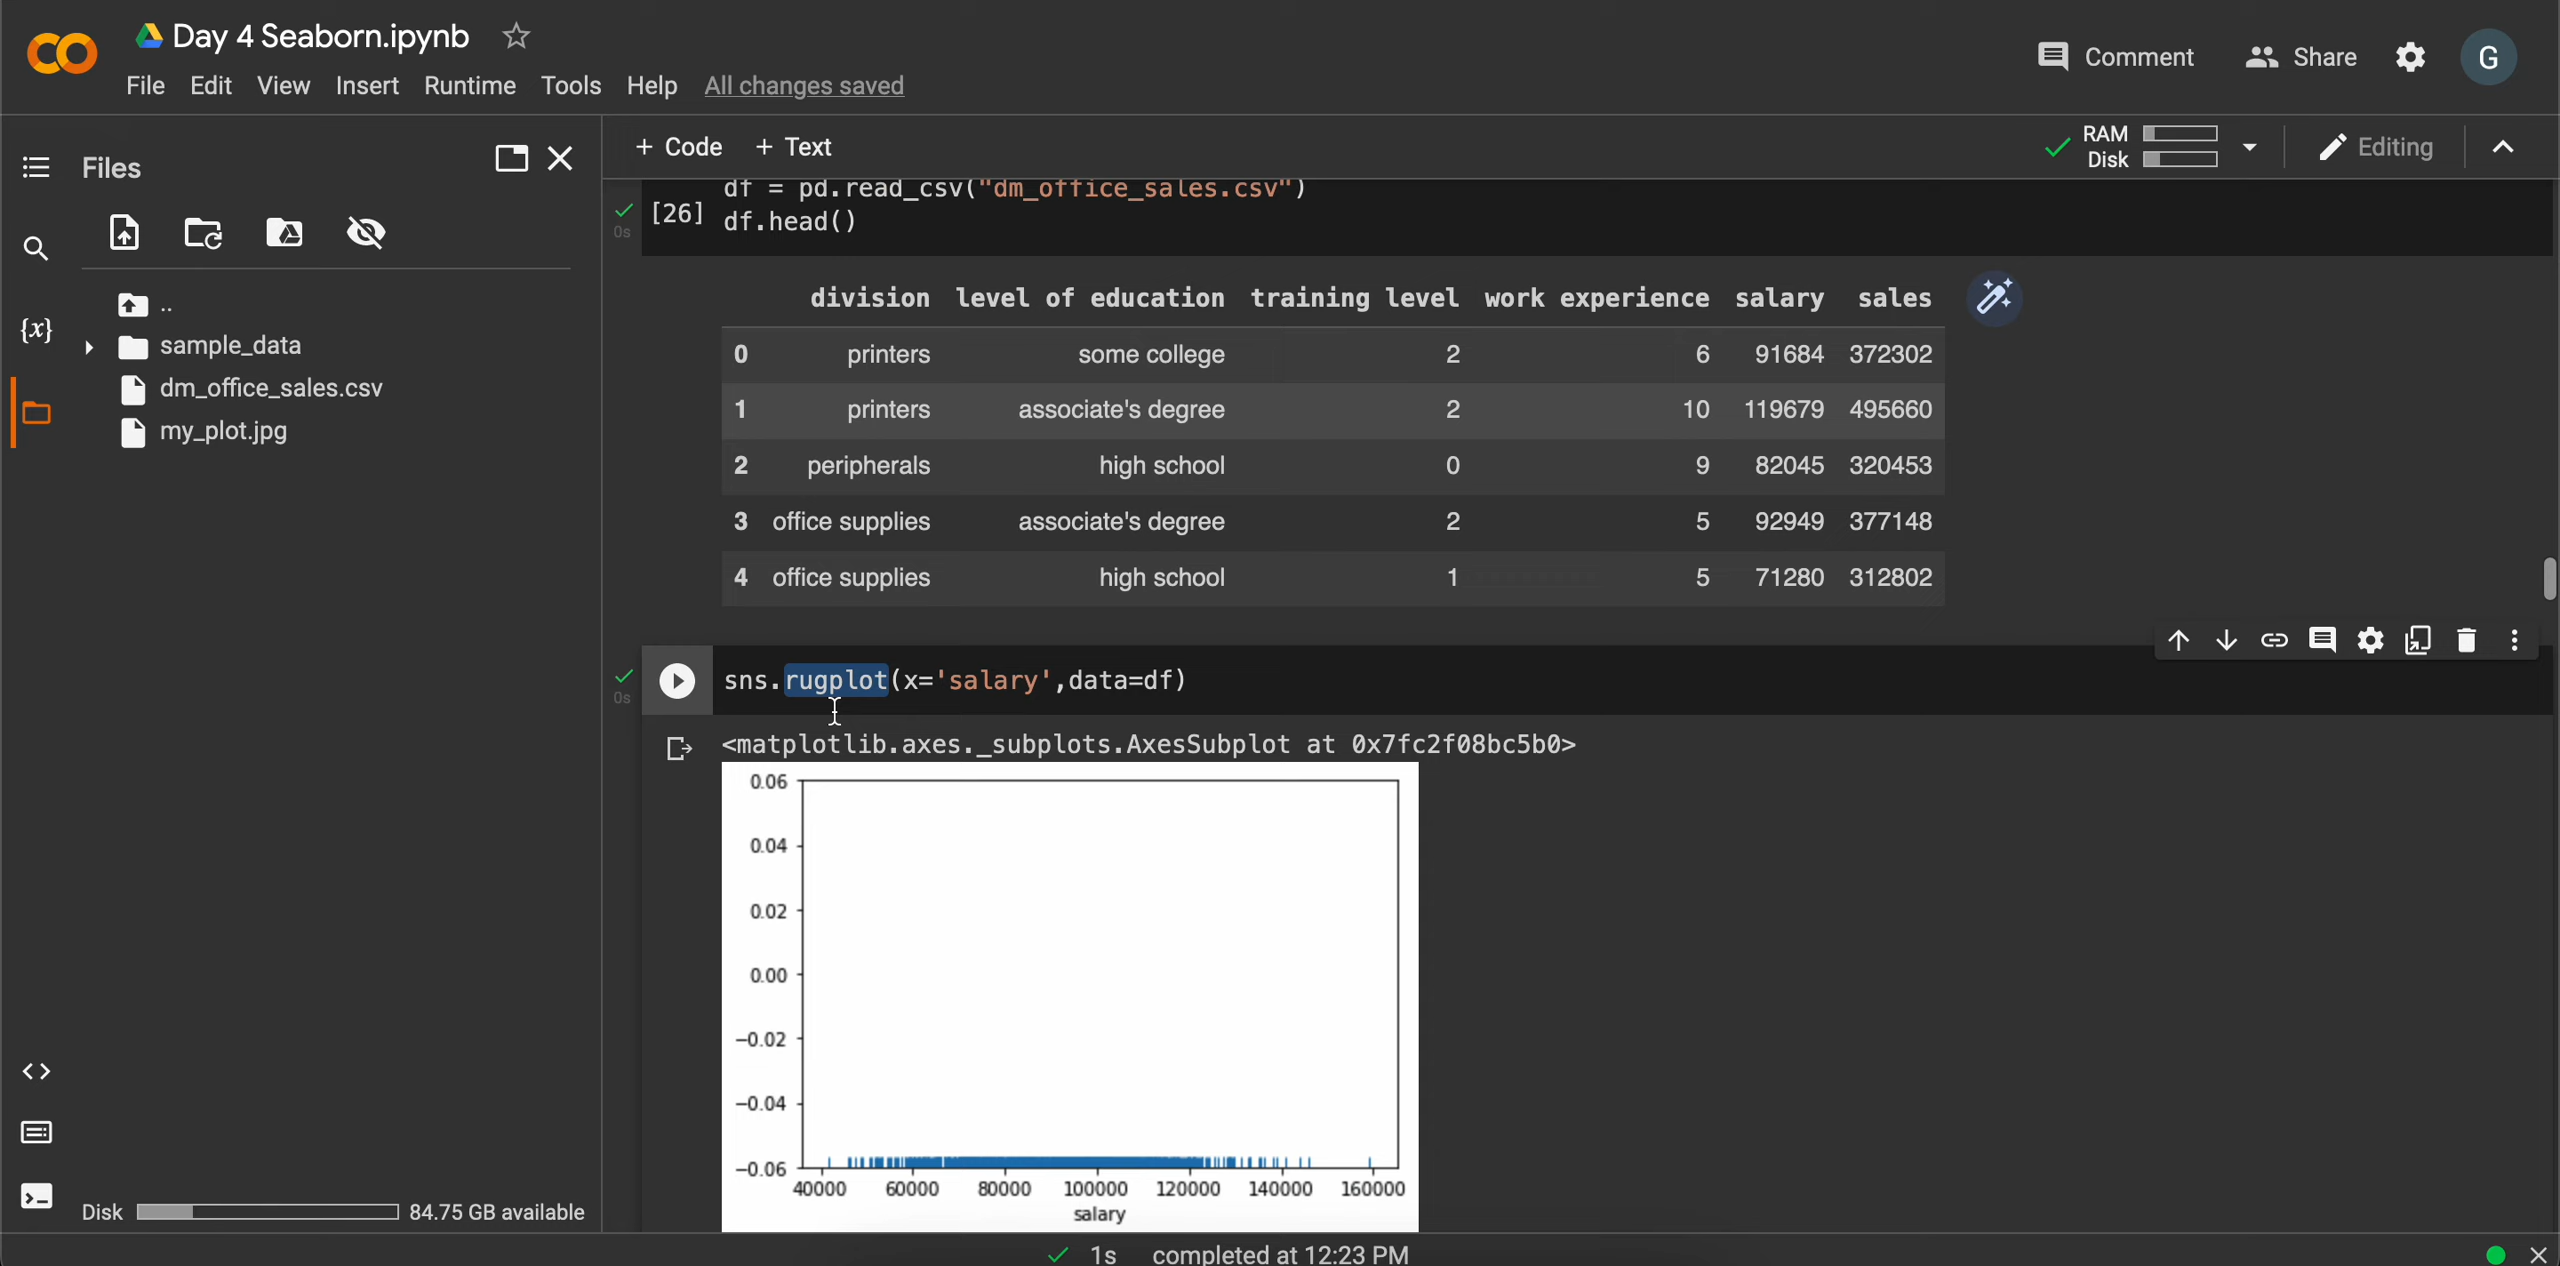 Day 4 Seaborn.ipynb
Comment
Share
G
File Edit View Insert Runtime Tools Help All changes saved
Files
+ Code + Text
RAM
Disk
Editing
..
sample_data
dm_office_sales.csv
my_plot.jpg
{x}
df = pd.read_csv("dm_office_sales.csv")
[26] df.head()
0s
division level of education training level work experience salary sales
0 printers some college 2 6 91684 372302
1 printers associate's degree 2 10 119679 495660
2 peripherals high school 0 9 82045 320453
3 office supplies associate's degree 2 5 92949 377148
4 office supplies high school 1 5 71280 312802
sns.rugplot(x='salary',data=df)
0s
<matplotlib.axes._subplots.AxesSubplot at 0x7fc2f08bc5b0>
0.06
0.04
0.02
0.00
−0.02
−0.04
−0.06
40000 60000 80000 100000 120000 140000 160000
salary
Disk 84.75 GB available
1s completed at 12:23 PM